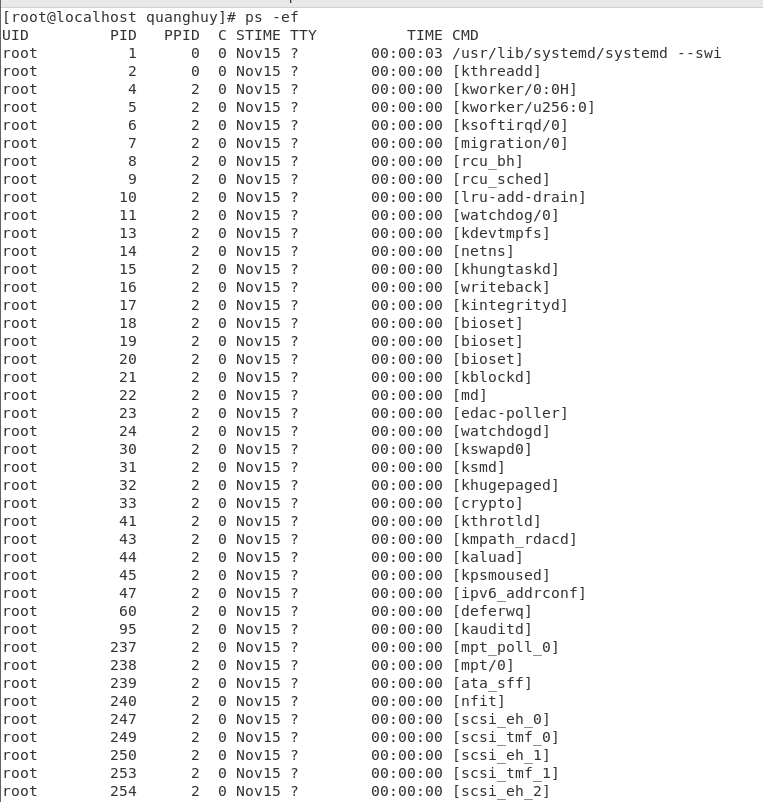 [root@localhost quanghuy]# ps -ef
UID        PID  PPID  C STIME TTY          TIME CMD
root         1     0  0 Nov15 ?        00:00:03 /usr/lib/systemd/systemd --swi
root         2     0  0 Nov15 ?        00:00:00 [kthreadd]
root         4     2  0 Nov15 ?        00:00:00 [kworker/0:0H]
root         5     2  0 Nov15 ?        00:00:00 [kworker/u256:0]
root         6     2  0 Nov15 ?        00:00:00 [ksoftirqd/0]
root         7     2  0 Nov15 ?        00:00:00 [migration/0]
root         8     2  0 Nov15 ?        00:00:00 [rcu_bh]
root         9     2  0 Nov15 ?        00:00:00 [rcu_sched]
root        10     2  0 Nov15 ?        00:00:00 [lru-add-drain]
root        11     2  0 Nov15 ?        00:00:00 [watchdog/0]
root        13     2  0 Nov15 ?        00:00:00 [kdevtmpfs]
root        14     2  0 Nov15 ?        00:00:00 [netns]
root        15     2  0 Nov15 ?        00:00:00 [khungtaskd]
root        16     2  0 Nov15 ?        00:00:00 [writeback]
root        17     2  0 Nov15 ?        00:00:00 [kintegrityd]
root        18     2  0 Nov15 ?        00:00:00 [bioset]
root        19     2  0 Nov15 ?        00:00:00 [bioset]
root        20     2  0 Nov15 ?        00:00:00 [bioset]
root        21     2  0 Nov15 ?        00:00:00 [kblockd]
root        22     2  0 Nov15 ?        00:00:00 [md]
root        23     2  0 Nov15 ?        00:00:00 [edac-poller]
root        24     2  0 Nov15 ?        00:00:00 [watchdogd]
root        30     2  0 Nov15 ?        00:00:00 [kswapd0]
root        31     2  0 Nov15 ?        00:00:00 [ksmd]
root        32     2  0 Nov15 ?        00:00:00 [khugepaged]
root        33     2  0 Nov15 ?        00:00:00 [crypto]
root        41     2  0 Nov15 ?        00:00:00 [kthrotld]
root        43     2  0 Nov15 ?        00:00:00 [kmpath_rdacd]
root        44     2  0 Nov15 ?        00:00:00 [kaluad]
root        45     2  0 Nov15 ?        00:00:00 [kpsmoused]
root        47     2  0 Nov15 ?        00:00:00 [ipv6_addrconf]
root        60     2  0 Nov15 ?        00:00:00 [deferwq]
root        95     2  0 Nov15 ?        00:00:00 [kauditd]
root       237     2  0 Nov15 ?        00:00:00 [mpt_poll_0]
root       238     2  0 Nov15 ?        00:00:00 [mpt/0]
root       239     2  0 Nov15 ?        00:00:00 [ata_sff]
root       240     2  0 Nov15 ?        00:00:00 [nfit]
root       247     2  0 Nov15 ?        00:00:00 [scsi_eh_0]
root       249     2  0 Nov15 ?        00:00:00 [scsi_tmf_0]
root       250     2  0 Nov15 ?        00:00:00 [scsi_eh_1]
root       253     2  0 Nov15 ?        00:00:00 [scsi_tmf_1]
root       254     2  0 Nov15 ?        00:00:00 [scsi_eh_2]